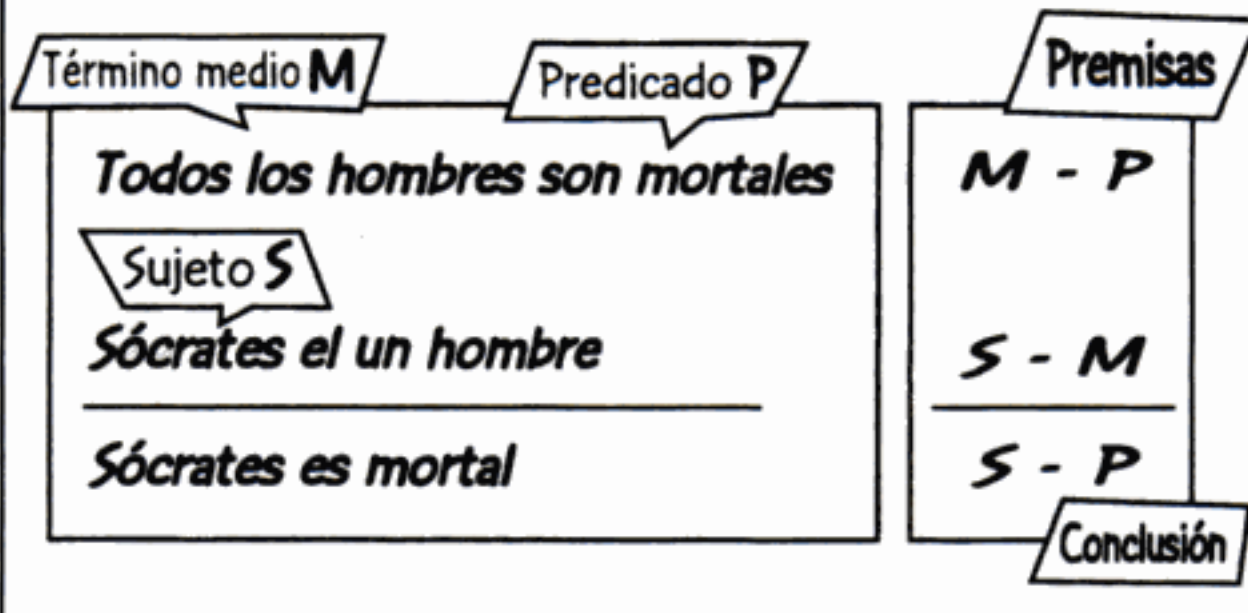 Término medio M
Predicado P
Premisas
Todos los hombres son mortales
M - P
Sujeto S
Sócrates el un hombre
S - M
Sócrates es mortal
S - P
Conclusión